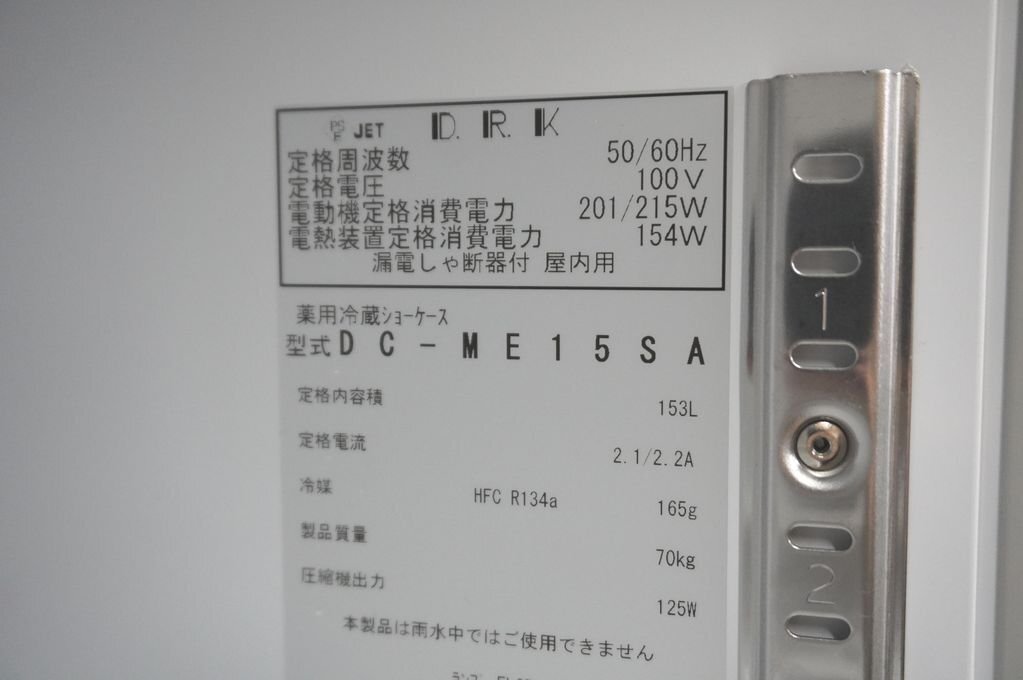 PS E JET D. R. K
定格周波数 50/60Hz
定格電圧 100V
電動機定格消費電力 201/215W
電熱装置定格消費電力 154W
漏電しゃ断器付 屋内用
薬用冷蔵ショーケース
型式 DC-ME15SA
定格内容積 153L
定格電流 2.1/2.2A
冷媒 HFC R134a 165g
製品質量 70kg
圧縮機出力 125W
本製品は雨水中ではご使用できません
1
2